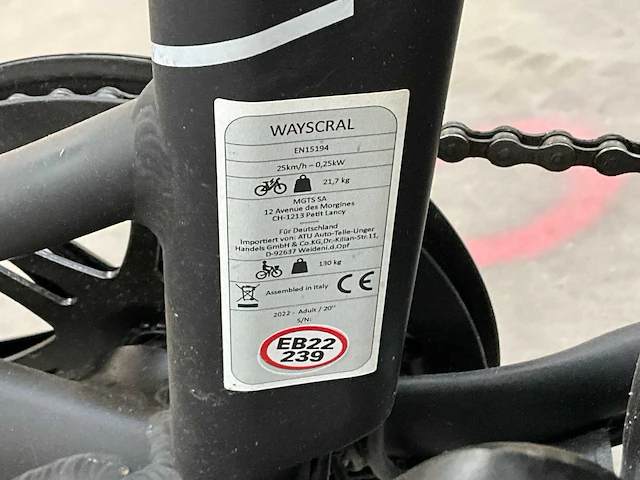 WAYSCRAL
EN15194
25km/h – 0,25kW
21,7 kg
MGTS SA
12 Avenue des Morgines
CH-1213 Petit Lancy
Für Deutschland
Importiert von: ATU Auto-Teile-Unger
Handels GmbH & Co.KG,Dr.-Kilian-Str.11,
D-92637 Weideni.d.Opf
130 kg
Assembled in Italy CE
2022 - Adult / 20"
S/N:
EB22
239